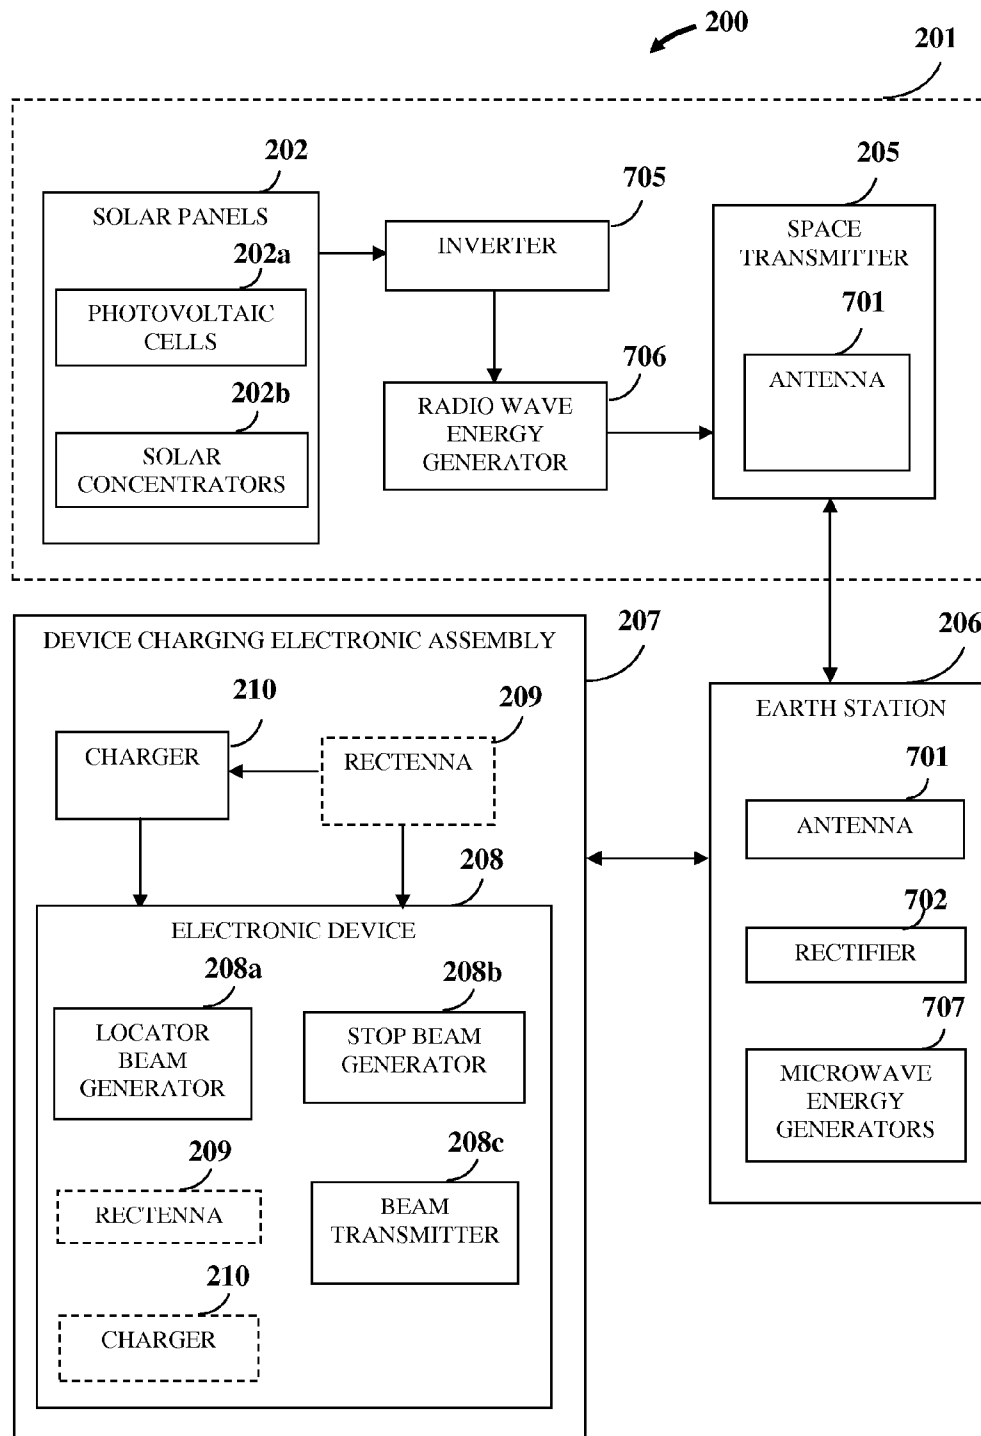 200
201
202
SOLAR PANELS
202a
PHOTOVOLTAIC
CELLS
202b
SOLAR
CONCENTRATORS
705
INVERTER
706
RADIO WAVE
ENERGY
GENERATOR
205
SPACE
TRANSMITTER
701
ANTENNA
207
DEVICE CHARGING ELECTRONIC ASSEMBLY
210
CHARGER
209
RECTENNA
208
ELECTRONIC DEVICE
208a
LOCATOR
BEAM
GENERATOR
208b
STOP BEAM
GENERATOR
209
RECTENNA
208c
BEAM
TRANSMITTER
210
CHARGER
206
EARTH STATION
701
ANTENNA
702
RECTIFIER
707
MICROWAVE
ENERGY
GENERATORS